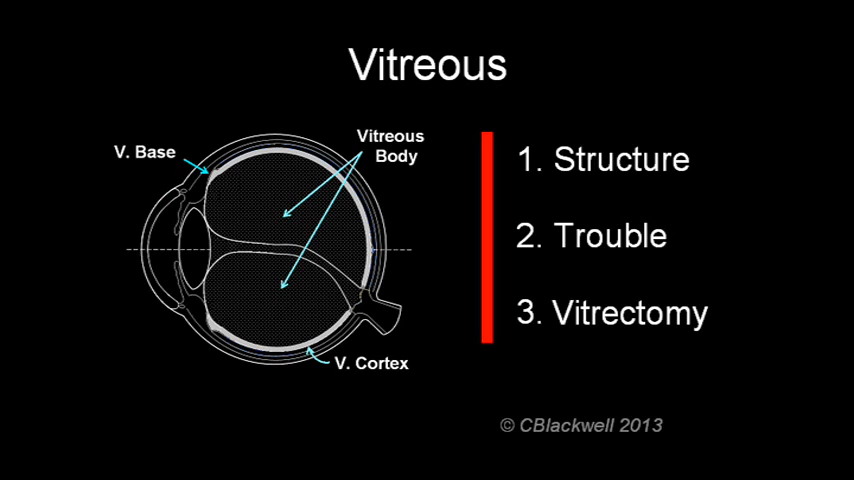 Vitreous
V. Base
Vitreous
Body
V. Cortex
1. Structure
2. Trouble
3. Vitrectomy
© CBlackwell 2013